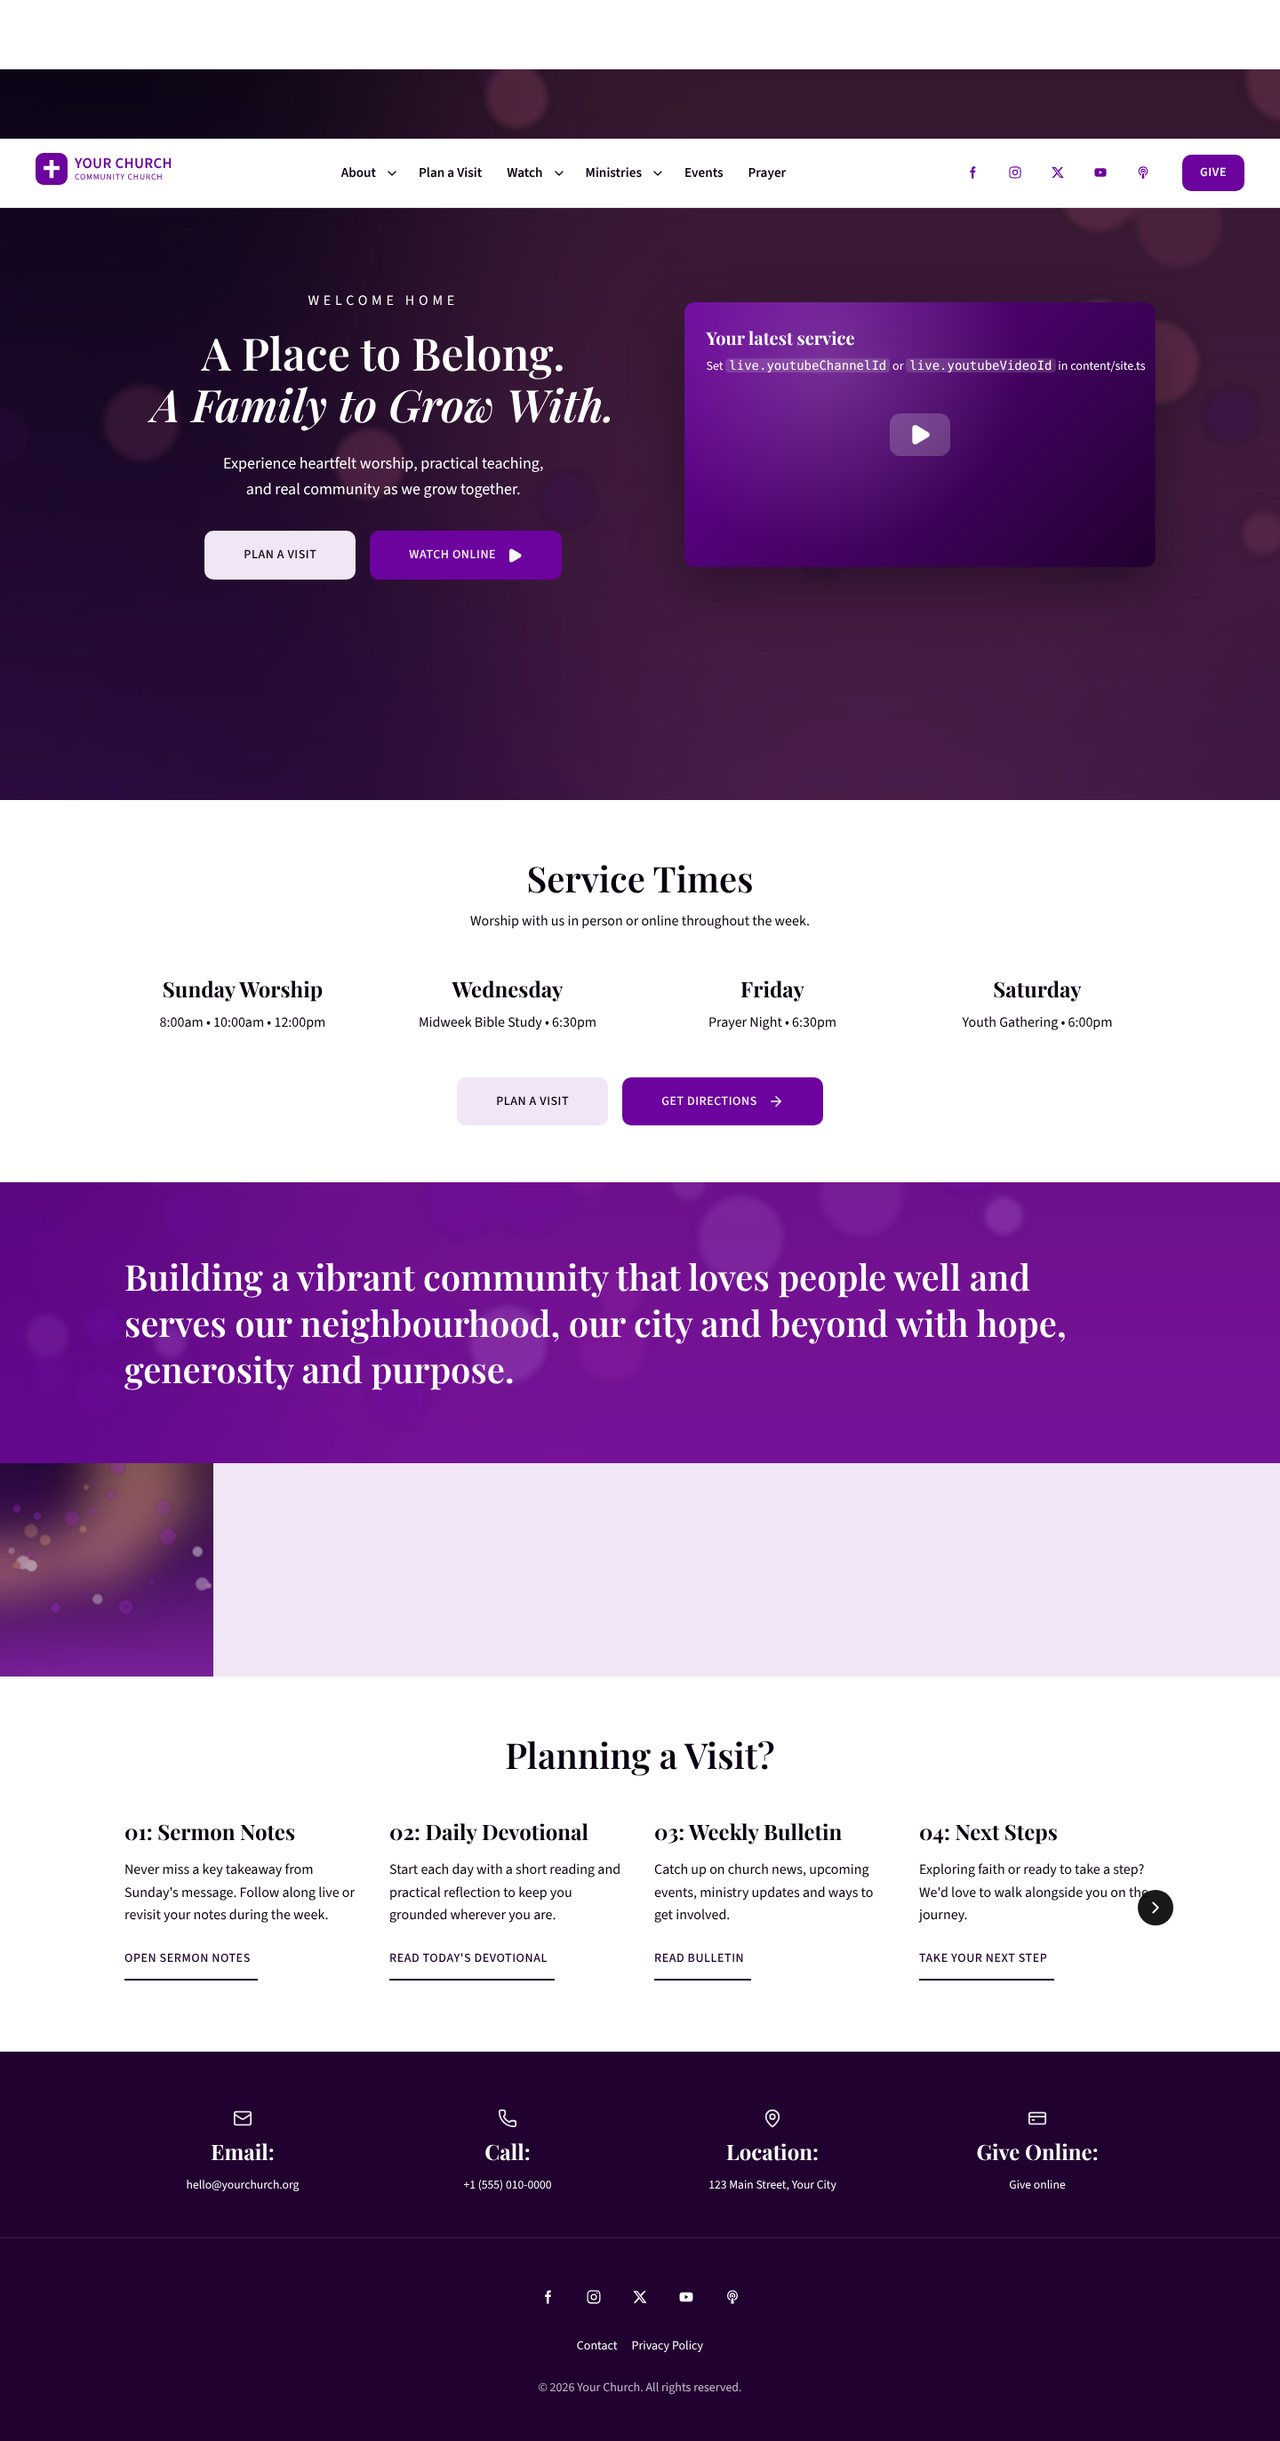 YOUR CHURCH
COMMUNITY CHURCH
About
Plan a Visit
Watch
Ministries
Events
Prayer
GIVE
WELCOME HOME
A Place to Belong.
A Family to Grow With.
Experience heartfelt worship, practical teaching,
and real community as we grow together.
PLAN A VISIT
WATCH ONLINE
Your latest service
Set live.youtubeChannelId or live.youtubeVideoId in content/site.ts
Service Times
Worship with us in person or online throughout the week.
Sunday Worship
8:00am • 10:00am • 12:00pm
Wednesday
Midweek Bible Study • 6:30pm
Friday
Prayer Night • 6:30pm
Saturday
Youth Gathering • 6:00pm
PLAN A VISIT
GET DIRECTIONS
Building a vibrant community that loves people well and
serves our neighbourhood, our city and beyond with hope,
generosity and purpose.
Planning a Visit?
01: Sermon Notes
Never miss a key takeaway from
Sunday's message. Follow along live or
revisit your notes during the week.
OPEN SERMON NOTES
02: Daily Devotional
Start each day with a short reading and
practical reflection to keep you
grounded wherever you are.
READ TODAY'S DEVOTIONAL
03: Weekly Bulletin
Catch up on church news, upcoming
events, ministry updates and ways to
get involved.
READ BULLETIN
04: Next Steps
Exploring faith or ready to take a step?
We'd love to walk alongside you on the
journey.
TAKE YOUR NEXT STEP
Email:
hello@yourchurch.org
Call:
+1 (555) 010-0000
Location:
123 Main Street, Your City
Give Online:
Give online
Contact
Privacy Policy
© 2026 Your Church. All rights reserved.